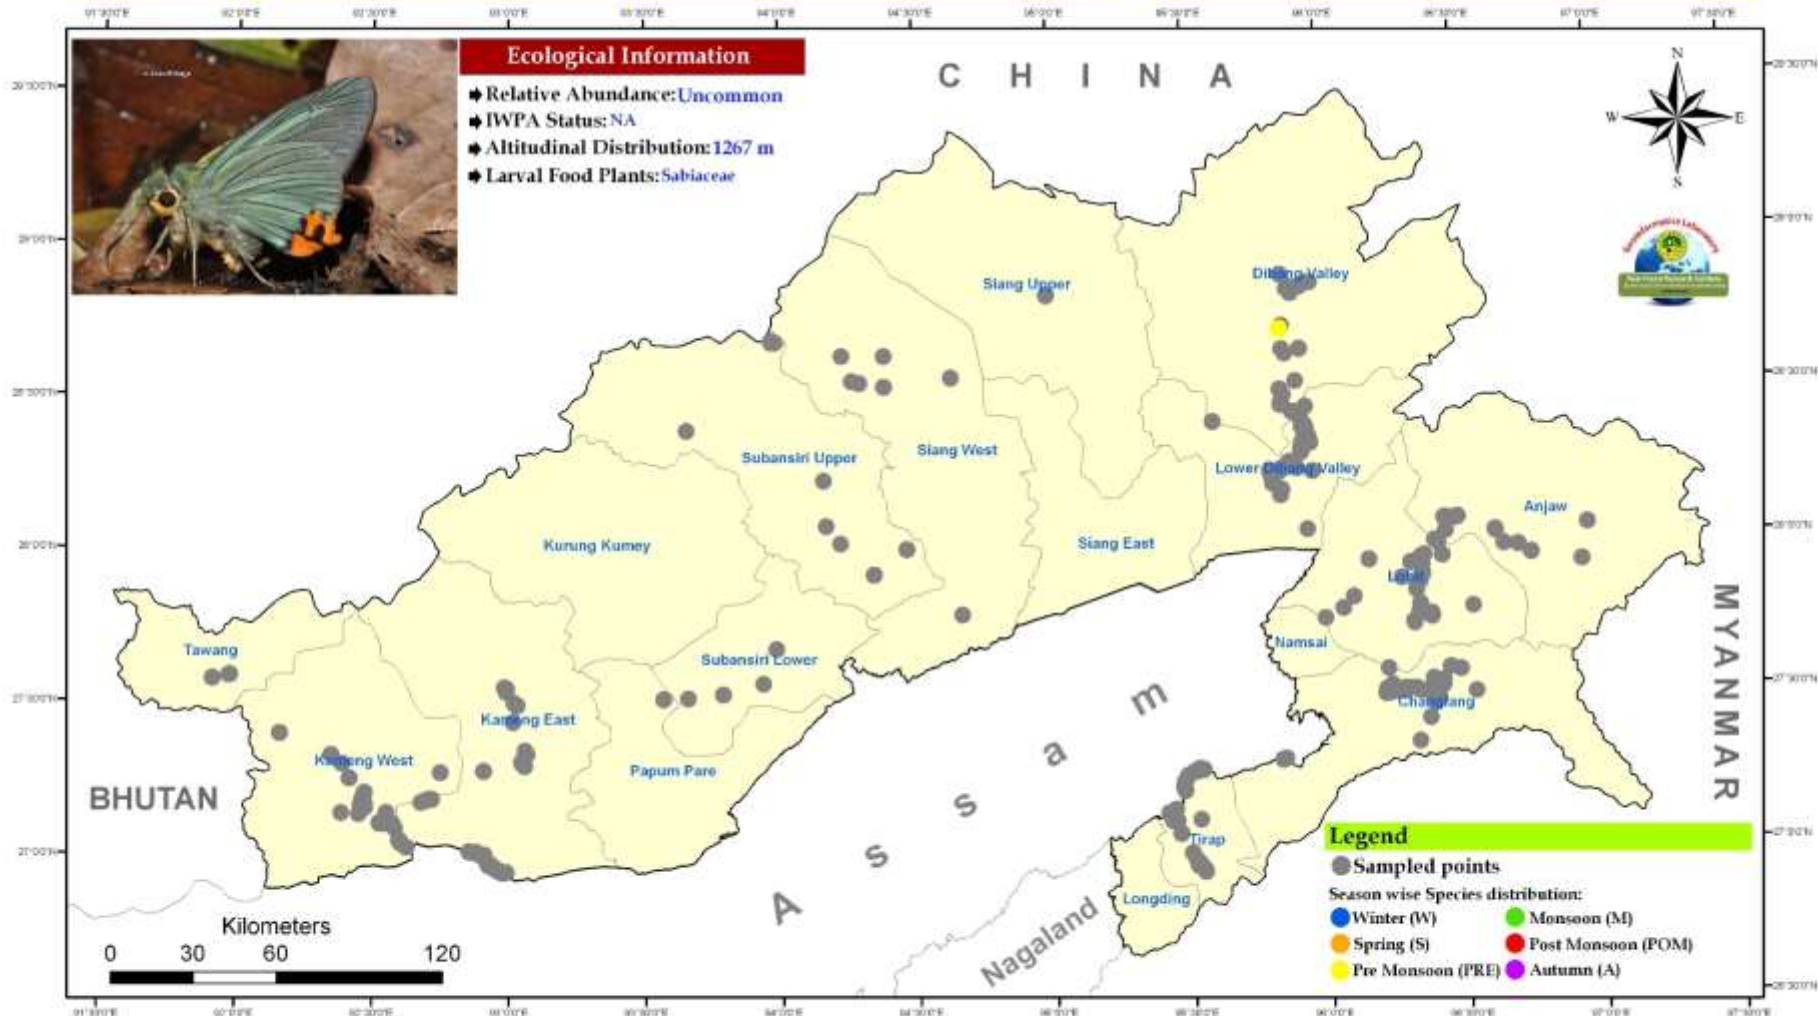 C H I N A
Ecological Information
Relative Abundance: Uncommon
IWPA Status: NA
Altitudinal Distribution: 1267 m
Larval Food Plants: Sabiaceae
N
W E
S
Dibang Valley
Siang Upper
Siang West
Subansiri Upper
Lower Dibang Valley
Anjaw
Kurung Kumey
Siang East
Lohit
Namsai
Tawang
Subansiri Lower
Changlang
Kameng East
Kameng West
Papum Pare
BHUTAN
MYANMAR
Assam
Tirap
Longding
Nagaland
Kilometers
0 30 60 120
Legend
Sampled points
Season wise Species distribution:
Winter (W) Monsoon (M)
Spring (S) Post Monsoon (POM)
Pre Monsoon (PRE) Autumn (A)